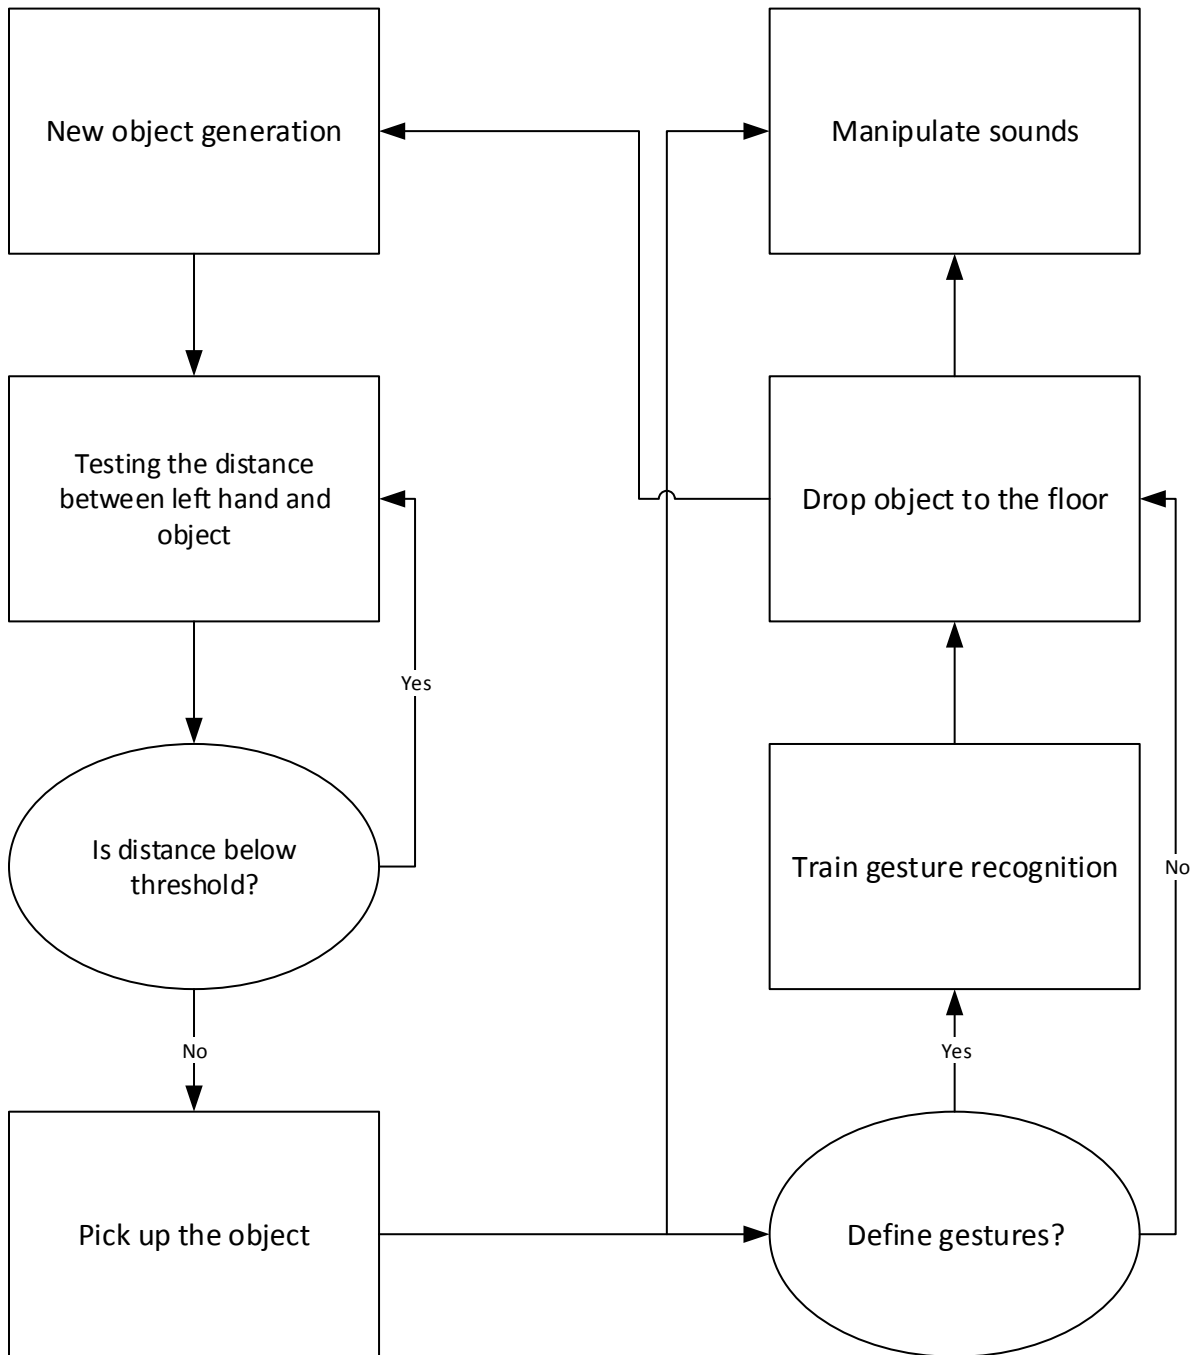 New object generation
Manipulate sounds
Testing the distance
between left hand and
object
Drop object to the floor
Yes
Is distance below
threshold?
Train gesture recognition
No
No
Yes
Pick up the object
Define gestures?